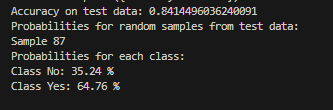 Accuracy on test data: 0.8414496036240091
Probabilities for random samples from test data:
Sample 87
Probabilities for each class:
Class No: 35.24 %
Class Yes: 64.76 %